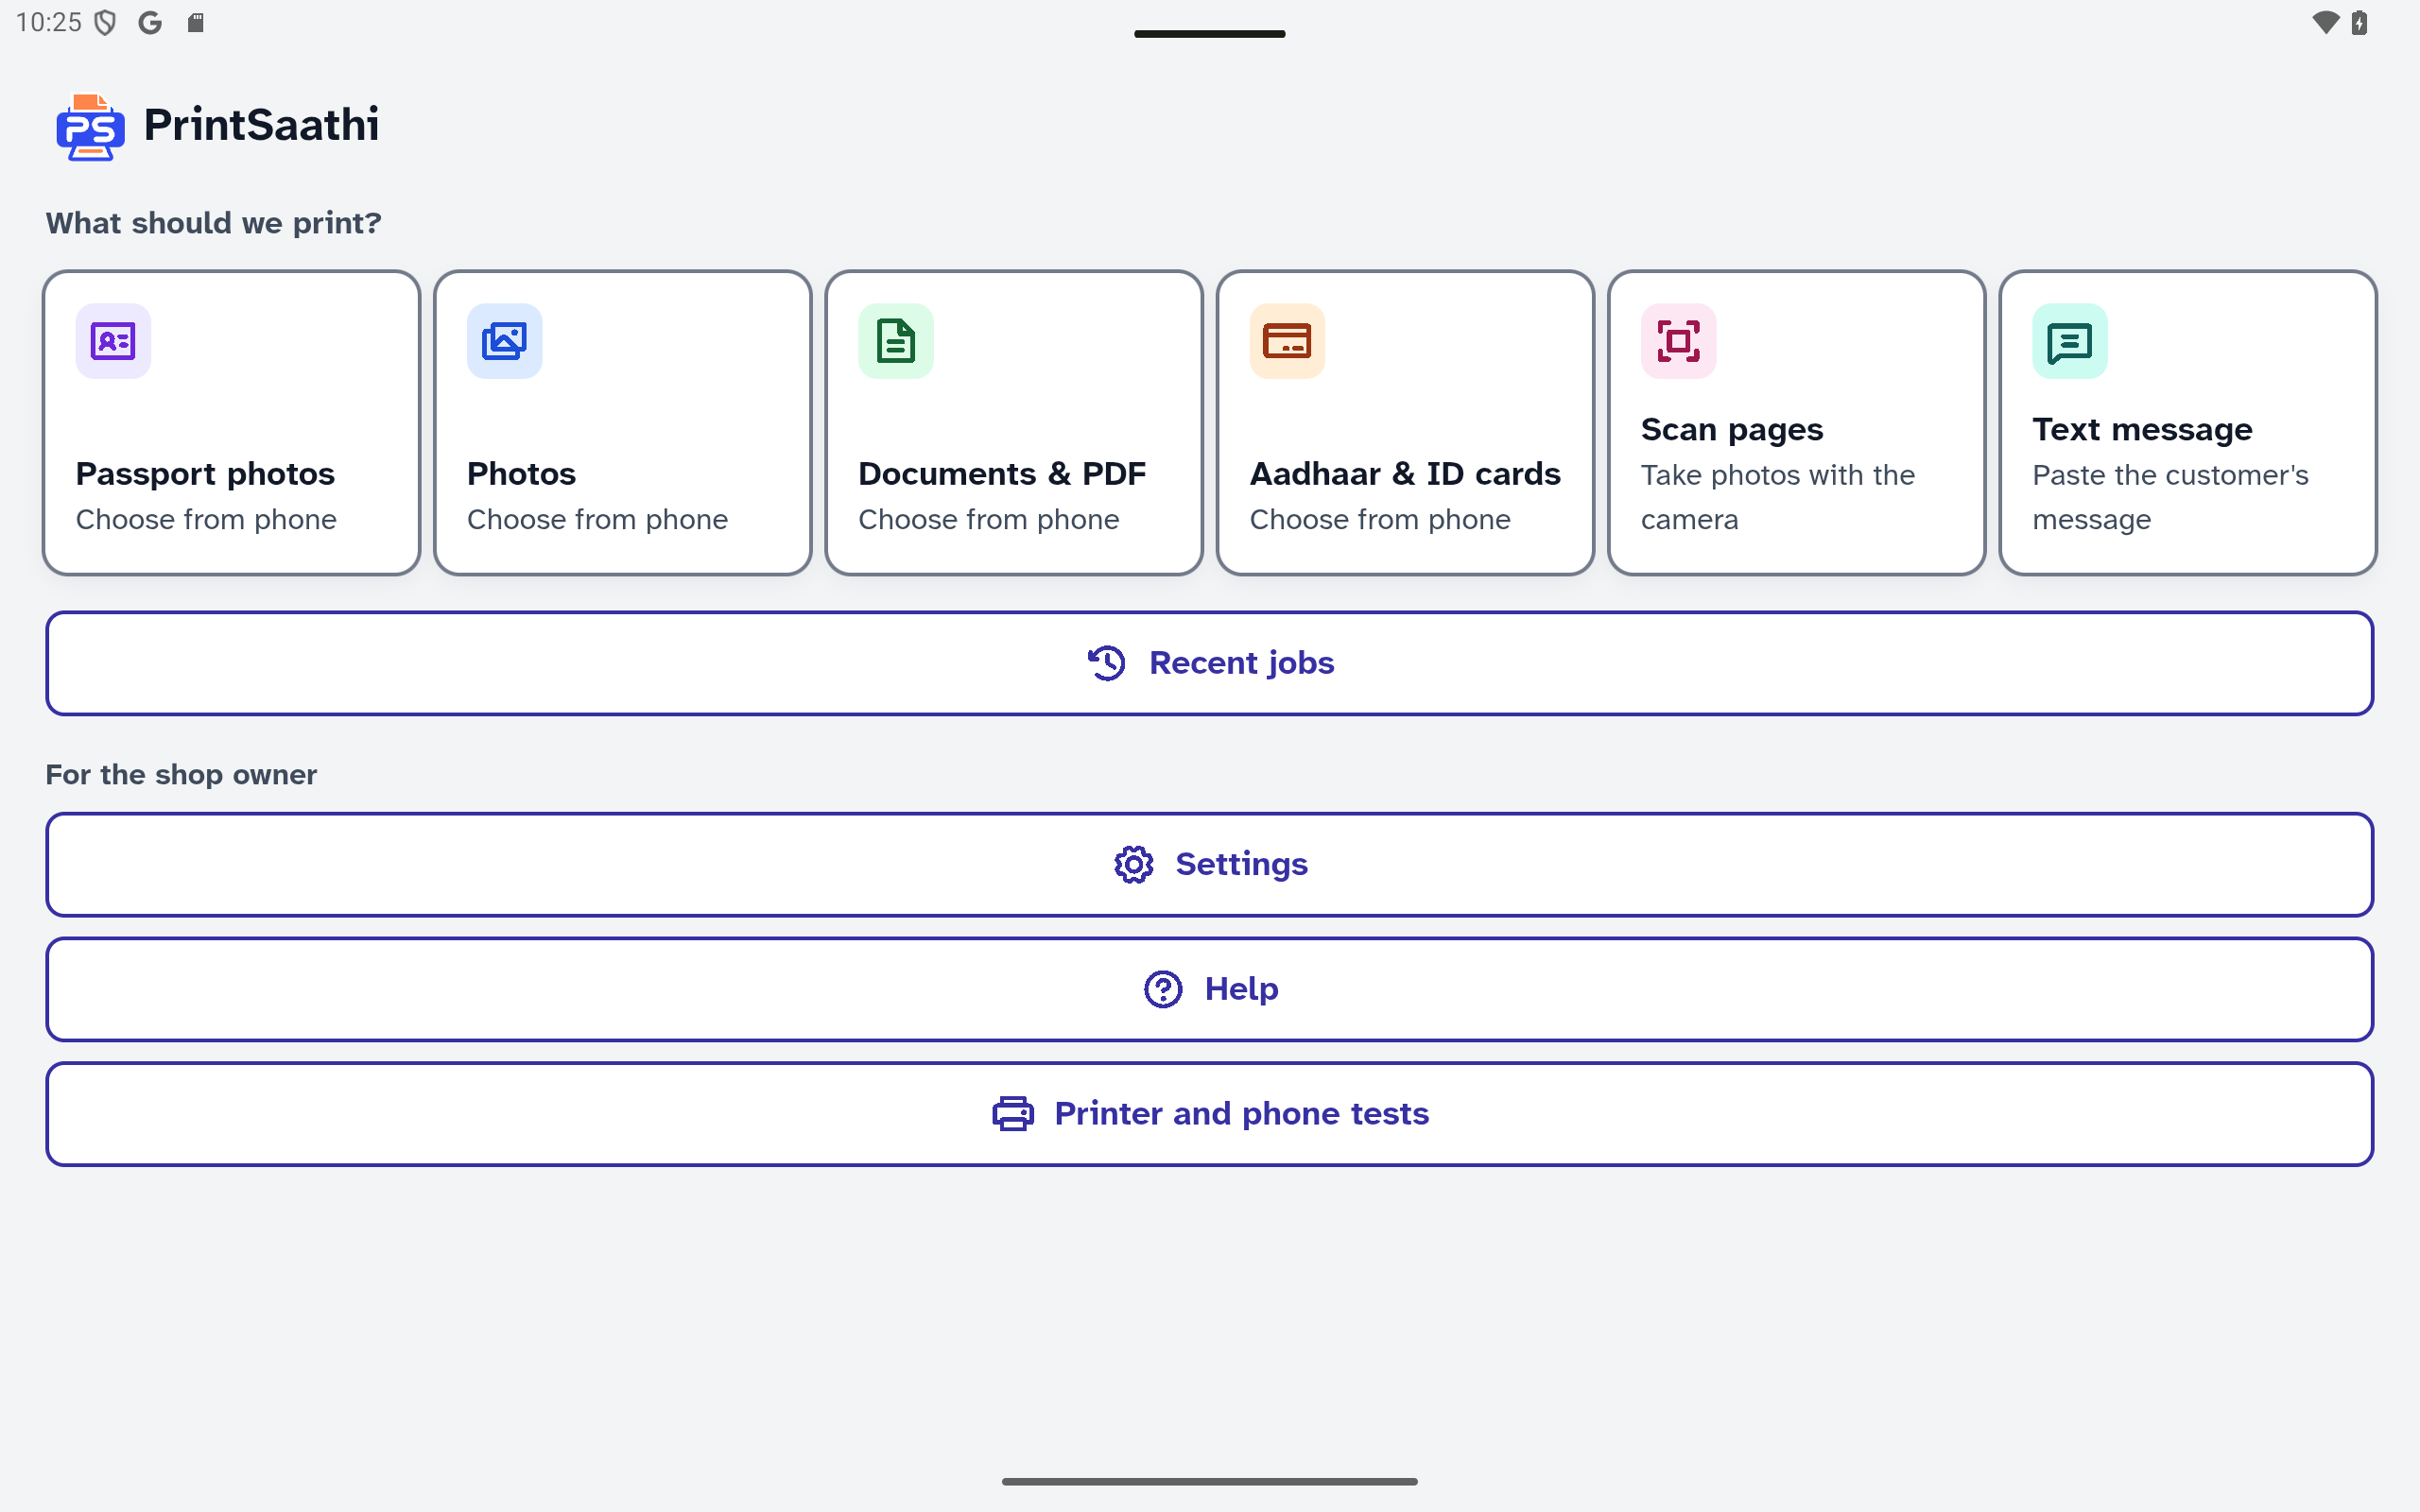 10:25
PrintSaathi
What should we print?
Passport photos
Choose from phone
Photos
Choose from phone
Documents & PDF
Choose from phone
Aadhaar & ID cards
Choose from phone
Scan pages
Take photos with the
camera
Text message
Paste the customer's
message
Recent jobs
For the shop owner
Settings
Help
Printer and phone tests